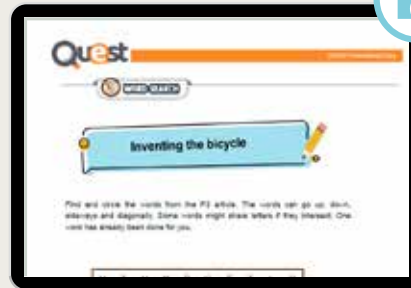 Quest
WORD SEARCH
Inventing the bicycle
Find and circle the words from the P3 article. The words can go up, down,
sideways and diagonally. Some words might share letters if they intersect. One
word has already been done for you.